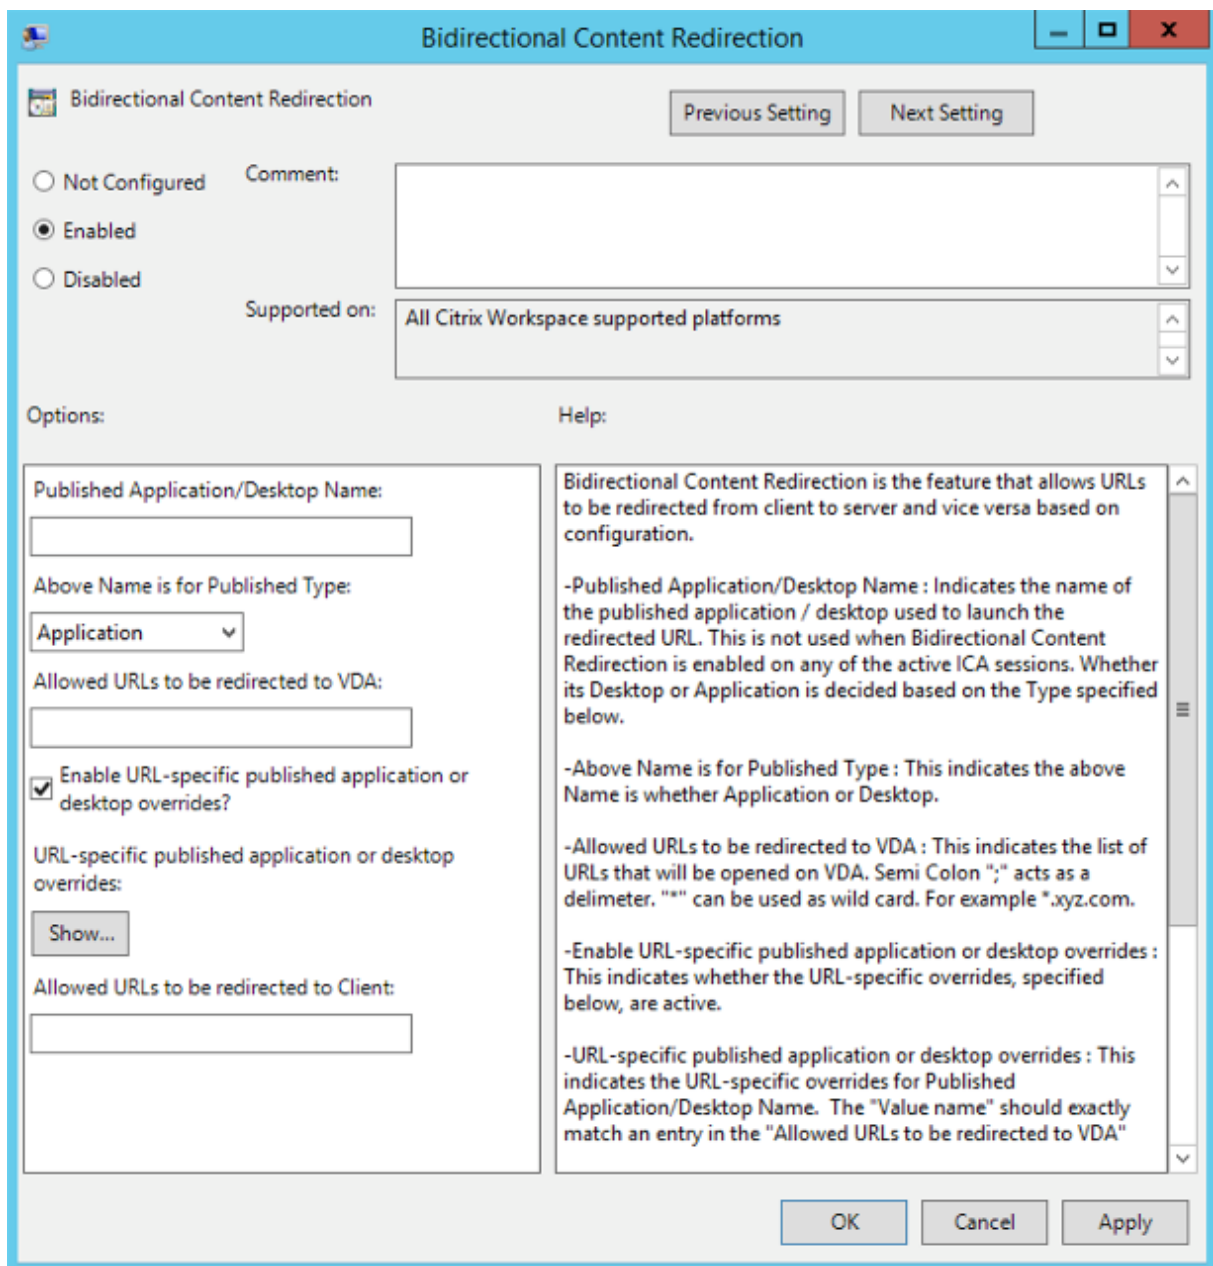 Bidirectional Content Redirection
Bidirectional Content Redirection
Previous Setting
Next Setting
Not Configured
Enabled
Disabled
Comment:
Supported on:
All Citrix Workspace supported platforms
Options:
Help:
Published Application/Desktop Name:
Above Name is for Published Type:
Application
Allowed URLs to be redirected to VDA:
Enable URL-specific published application or
desktop overrides?
URL-specific published application or desktop
overrides:
Show...
Allowed URLs to be redirected to Client:
Bidirectional Content Redirection is the feature that allows URLs
to be redirected from client to server and vice versa based on
configuration.
-Published Application/Desktop Name : Indicates the name of
the published application / desktop used to launch the
redirected URL. This is not used when Bidirectional Content
Redirection is enabled on any of the active ICA sessions. Whether
its Desktop or Application is decided based on the Type specified
below.
-Above Name is for Published Type : This indicates the above
Name is whether Application or Desktop.
-Allowed URLs to be redirected to VDA : This indicates the list of
URLs that will be opened on VDA. Semi Colon ";" acts as a
delimeter. "*" can be used as wild card. For example *.xyz.com.
-Enable URL-specific published application or desktop overrides :
This indicates whether the URL-specific overrides, specified
below, are active.
-URL-specific published application or desktop overrides : This
indicates the URL-specific overrides for Published
Application/Desktop Name.  The "Value name" should exactly
match an entry in the "Allowed URLs to be redirected to VDA"
OK
Cancel
Apply